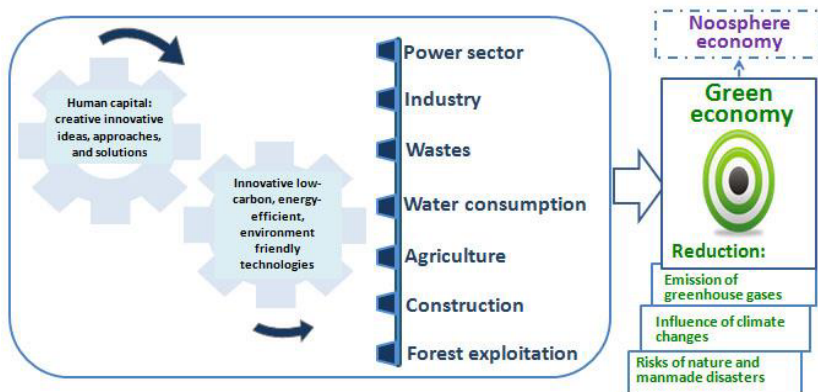 Human capital:
creative innovative
ideas, approaches,
and solutions
Innovative low-
carbon, energy-
efficient,
environment
friendly
technologies
Power sector
Industry
Wastes
Water consumption
Agriculture
Construction
Forest exploitation
Noosphere
economy
Green
economy
Reduction:
Emission of
greenhouse gases
Influence of climate
changes
Risks of nature and
manmade disasters